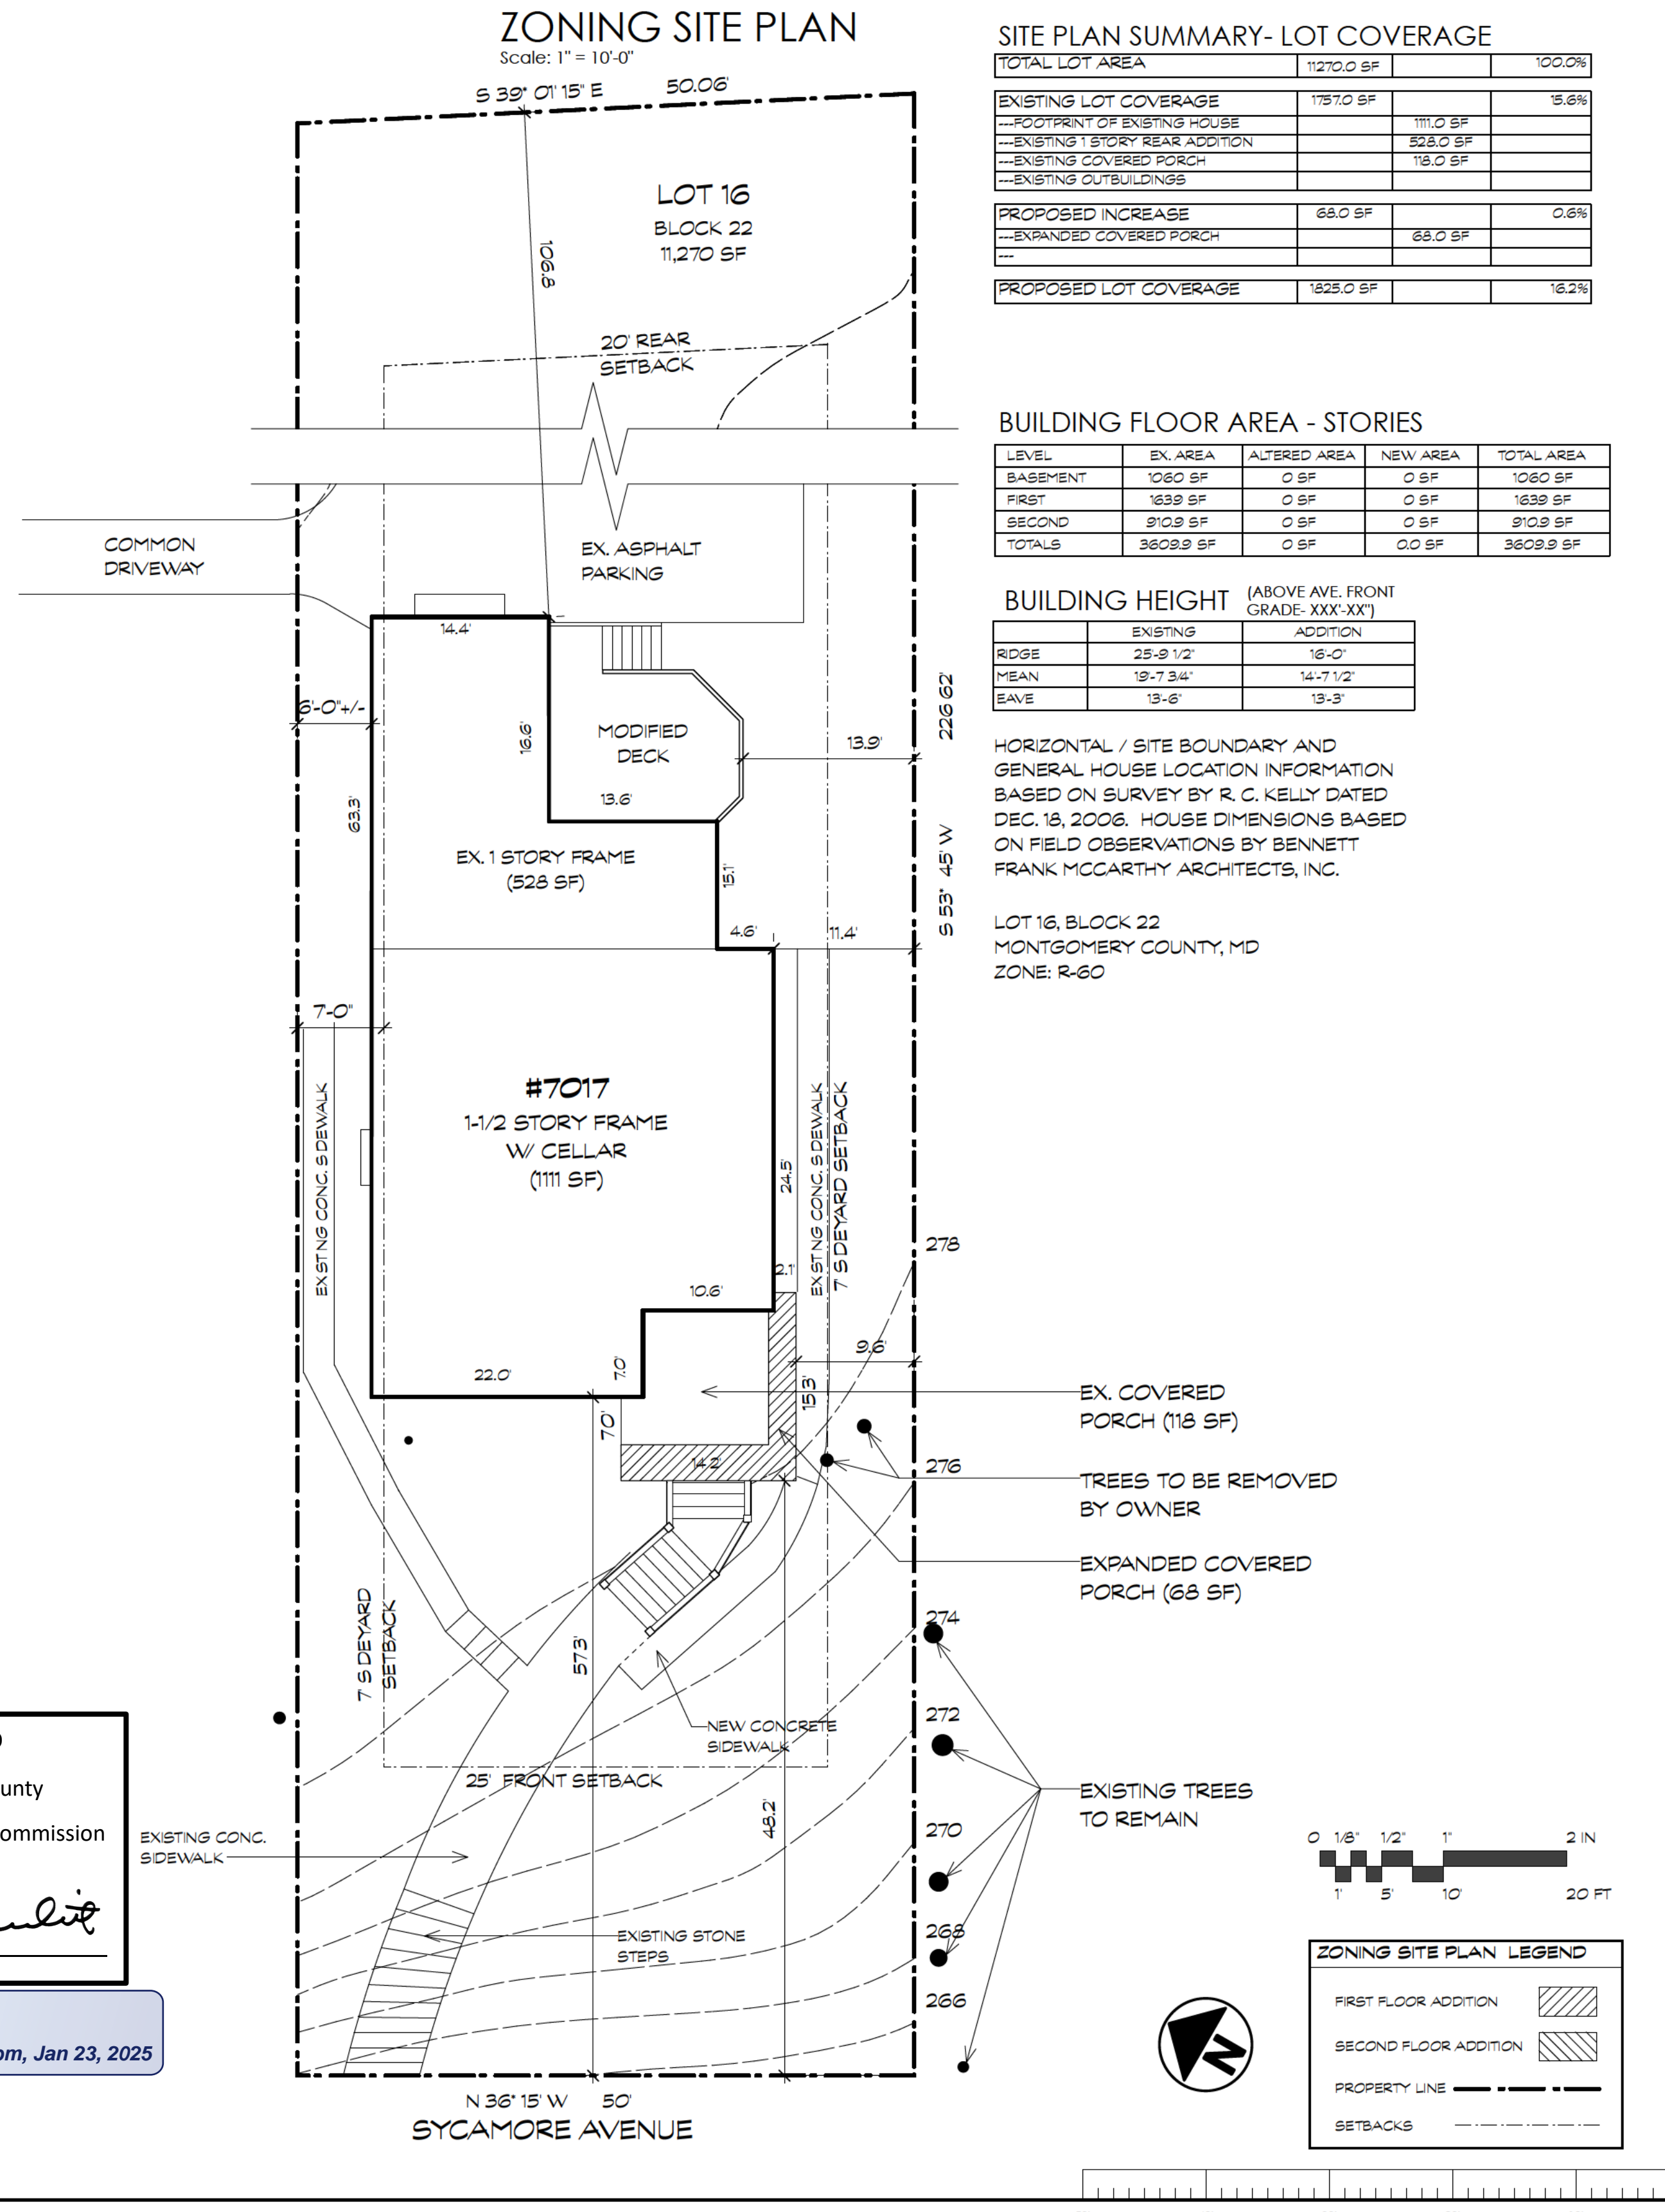 ZONING SITE PLAN
Scale: 1" = 10'-0"
S 39° 01' 15" E 50.06'
LOT 16
BLOCK 22
11,270 SF
106.8
20' REAR
SETBACK
COMMON
DRIVEWAY
EX. ASPHALT
PARKING
14.4'
6'-0"+/-
16.6'
MODIFIED
DECK
13.9'
13.6'
63.3'
226 62'
S 53° 45' W
EX. 1 STORY FRAME
(528 SF)
15.1'
4.6'
11.4'
7'-0"
#7017
1-1/2 STORY FRAME
W/ CELLAR
(1111 SF)
EXISTNG CONC. S DEWALK
24.5'
EXISTNG CONC. S DEWALK
7' S DEYARD SETBACK
278
2.1'
10.6'
9.6'
22.0'
7.0'
7.0'
15.3'
14.2'
EX. COVERED
PORCH (118 SF)
276
TREES TO BE REMOVED
BY OWNER
EXPANDED COVERED
PORCH (68 SF)
7' S DEYARD
SETBACK
57.3'
274
272
NEW CONCRETE
SIDEWALK
25' FRONT SETBACK
48.2'
EXISTING TREES
TO REMAIN
270
EXISTING CONC.
SIDEWALK
EXISTING STONE
STEPS
268
266
N 36° 15' W 50'
SYCAMORE AVENUE
unty
ommission
om, Jan 23, 2025
SITE PLAN SUMMARY- LOT COVERAGE
TOTAL LOT AREA 11270.0 SF 100.0%
EXISTING LOT COVERAGE 1757.0 SF 15.6%
---FOOTPRINT OF EXISTING HOUSE 1111.0 SF
---EXISTING 1 STORY REAR ADDITION 528.0 SF
---EXISTING COVERED PORCH 118.0 SF
---EXISTING OUTBUILDINGS
PROPOSED INCREASE 68.0 SF 0.6%
---EXPANDED COVERED PORCH 68.0 SF
---
PROPOSED LOT COVERAGE 1825.0 SF 16.2%
BUILDING FLOOR AREA - STORIES
LEVEL EX. AREA ALTERED AREA NEW AREA TOTAL AREA
BASEMENT 1060 SF 0 SF 0 SF 1060 SF
FIRST 1639 SF 0 SF 0 SF 1639 SF
SECOND 910.9 SF 0 SF 0 SF 910.9 SF
TOTALS 3609.9 SF 0 SF 0.0 SF 3609.9 SF
BUILDING HEIGHT (ABOVE AVE. FRONT
GRADE- XXX'-XX")
EXISTING ADDITION
RIDGE 25'-9 1/2" 16'-0"
MEAN 19'-7 3/4" 14'-7 1/2"
EAVE 13'-6" 13'-3"
HORIZONTAL / SITE BOUNDARY AND
GENERAL HOUSE LOCATION INFORMATION
BASED ON SURVEY BY R. C. KELLY DATED
DEC. 18, 2006. HOUSE DIMENSIONS BASED
ON FIELD OBSERVATIONS BY BENNETT
FRANK MCCARTHY ARCHITECTS, INC.
LOT 16, BLOCK 22
MONTGOMERY COUNTY, MD
ZONE: R-60
0 1/8" 1/2" 1" 2 IN
1' 5' 10' 20 FT
N
ZONING SITE PLAN LEGEND
FIRST FLOOR ADDITION
SECOND FLOOR ADDITION
PROPERTY LINE
SETBACKS